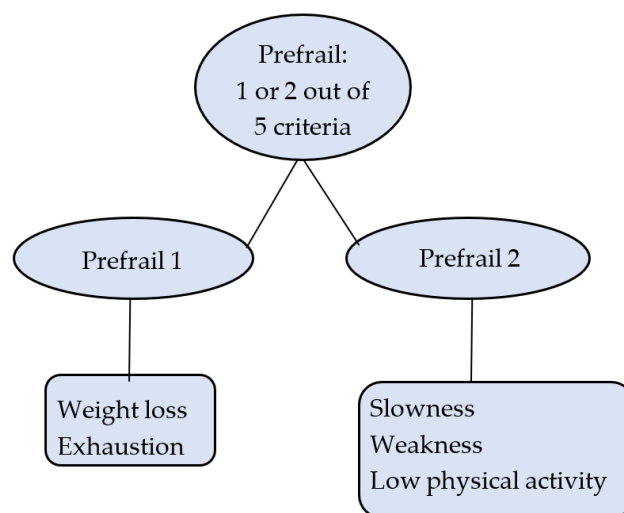 Prefrail:
1 or 2 out of
5 criteria
Prefrail 1
Prefrail 2
Weight loss
Exhaustion
Slowness
Weakness
Low physical activity